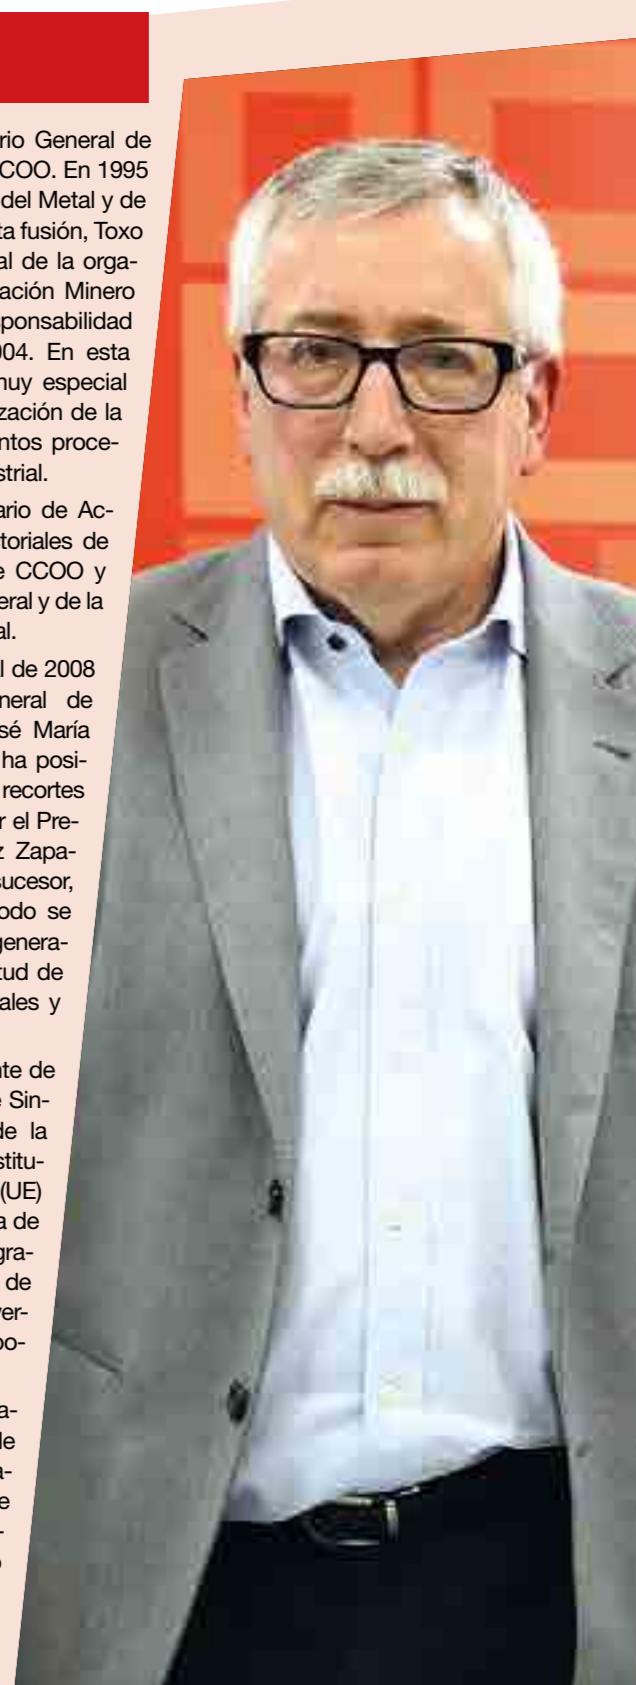 rio General de
COO. En 1995
del Metal y de
ta fusión, Toxo
al de la orga-
ación Minero
sponsabilidad
004. En esta
muy especial
zación de la
ntos proce-
strial.
ario de Ac-
toriales de
e CCOO y
eral y de la
al.
l de 2008
neral de
sé María
ha posi-
recortes
r el Pre-
z Zapa-
sucesor,
odo se
genera-
tud de
ales y
nte de
e Sin-
de la
stitu-
(UE)
a de
gra-
de
ver-
bo-
a-
le
a-
e
-